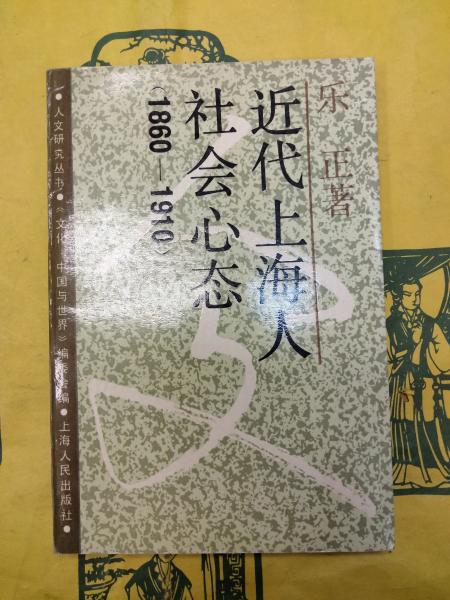 乐正著
近代上海人
社会心态
(1860—1910)
●人文研究丛书●《文化:中国与世界》编委会编●上海人民出版社●